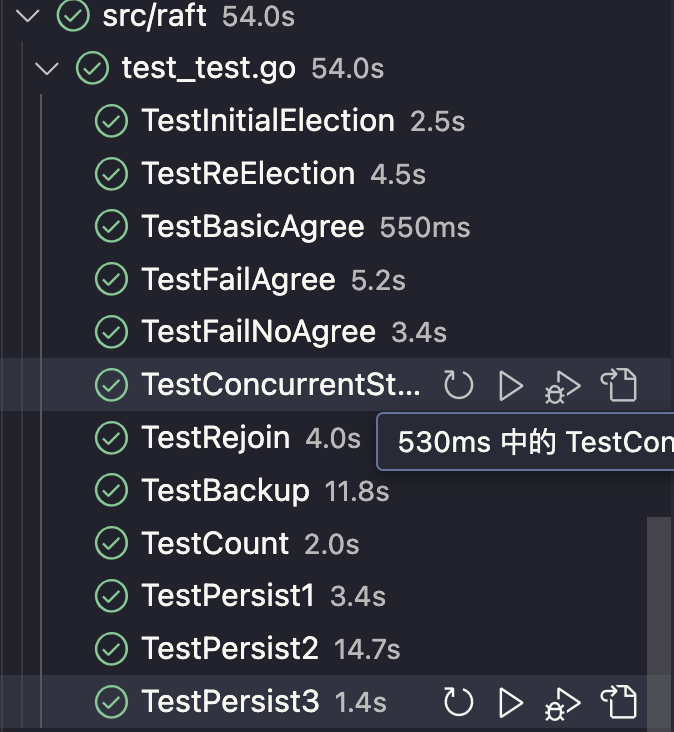 src/raft 54.0s
test_test.go 54.0s
TestInitialElection 2.5s
TestReElection 4.5s
TestBasicAgree 550ms
TestFailAgree 5.2s
TestFailNoAgree 3.4s
TestConcurrentSt...
TestRejoin 4.0s
530ms 中的 TestCon
TestBackup 11.8s
TestCount 2.0s
TestPersist1 3.4s
TestPersist2 14.7s
TestPersist3 1.4s